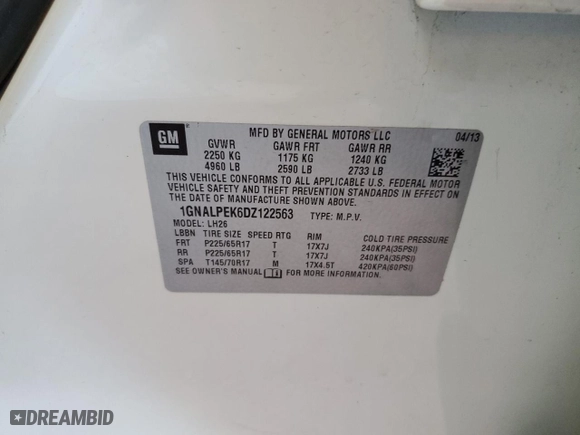 GM
MFD BY GENERAL MOTORS LLC 04/13
GVWR GAWR FRT GAWR RR
2250 KG 1175 KG 1240 KG
4960 LB 2590 LB 2733 LB
THIS VEHICLE CONFORMS TO ALL APPLICABLE U.S. FEDERAL MOTOR
VEHICLE SAFETY AND THEFT PREVENTION STANDARDS IN EFFECT ON
THE DATE OF MANUFACTURE SHOWN ABOVE.
1GNALPEK6DZ122563 TYPE: M.P.V.
MODEL: LH26
LBBN TIRE SIZE SPEED RTG RIM COLD TIRE PRESSURE
FRT P225/65R17 T 17X7J 240KPA(35PSI)
RR P225/65R17 T 17X7J 240KPA(35PSI)
SPA T145/70R17 M 17X4.5T 420KPA(60PSI)
SEE OWNER'S MANUAL FOR MORE INFORMATION.
DREAMBID